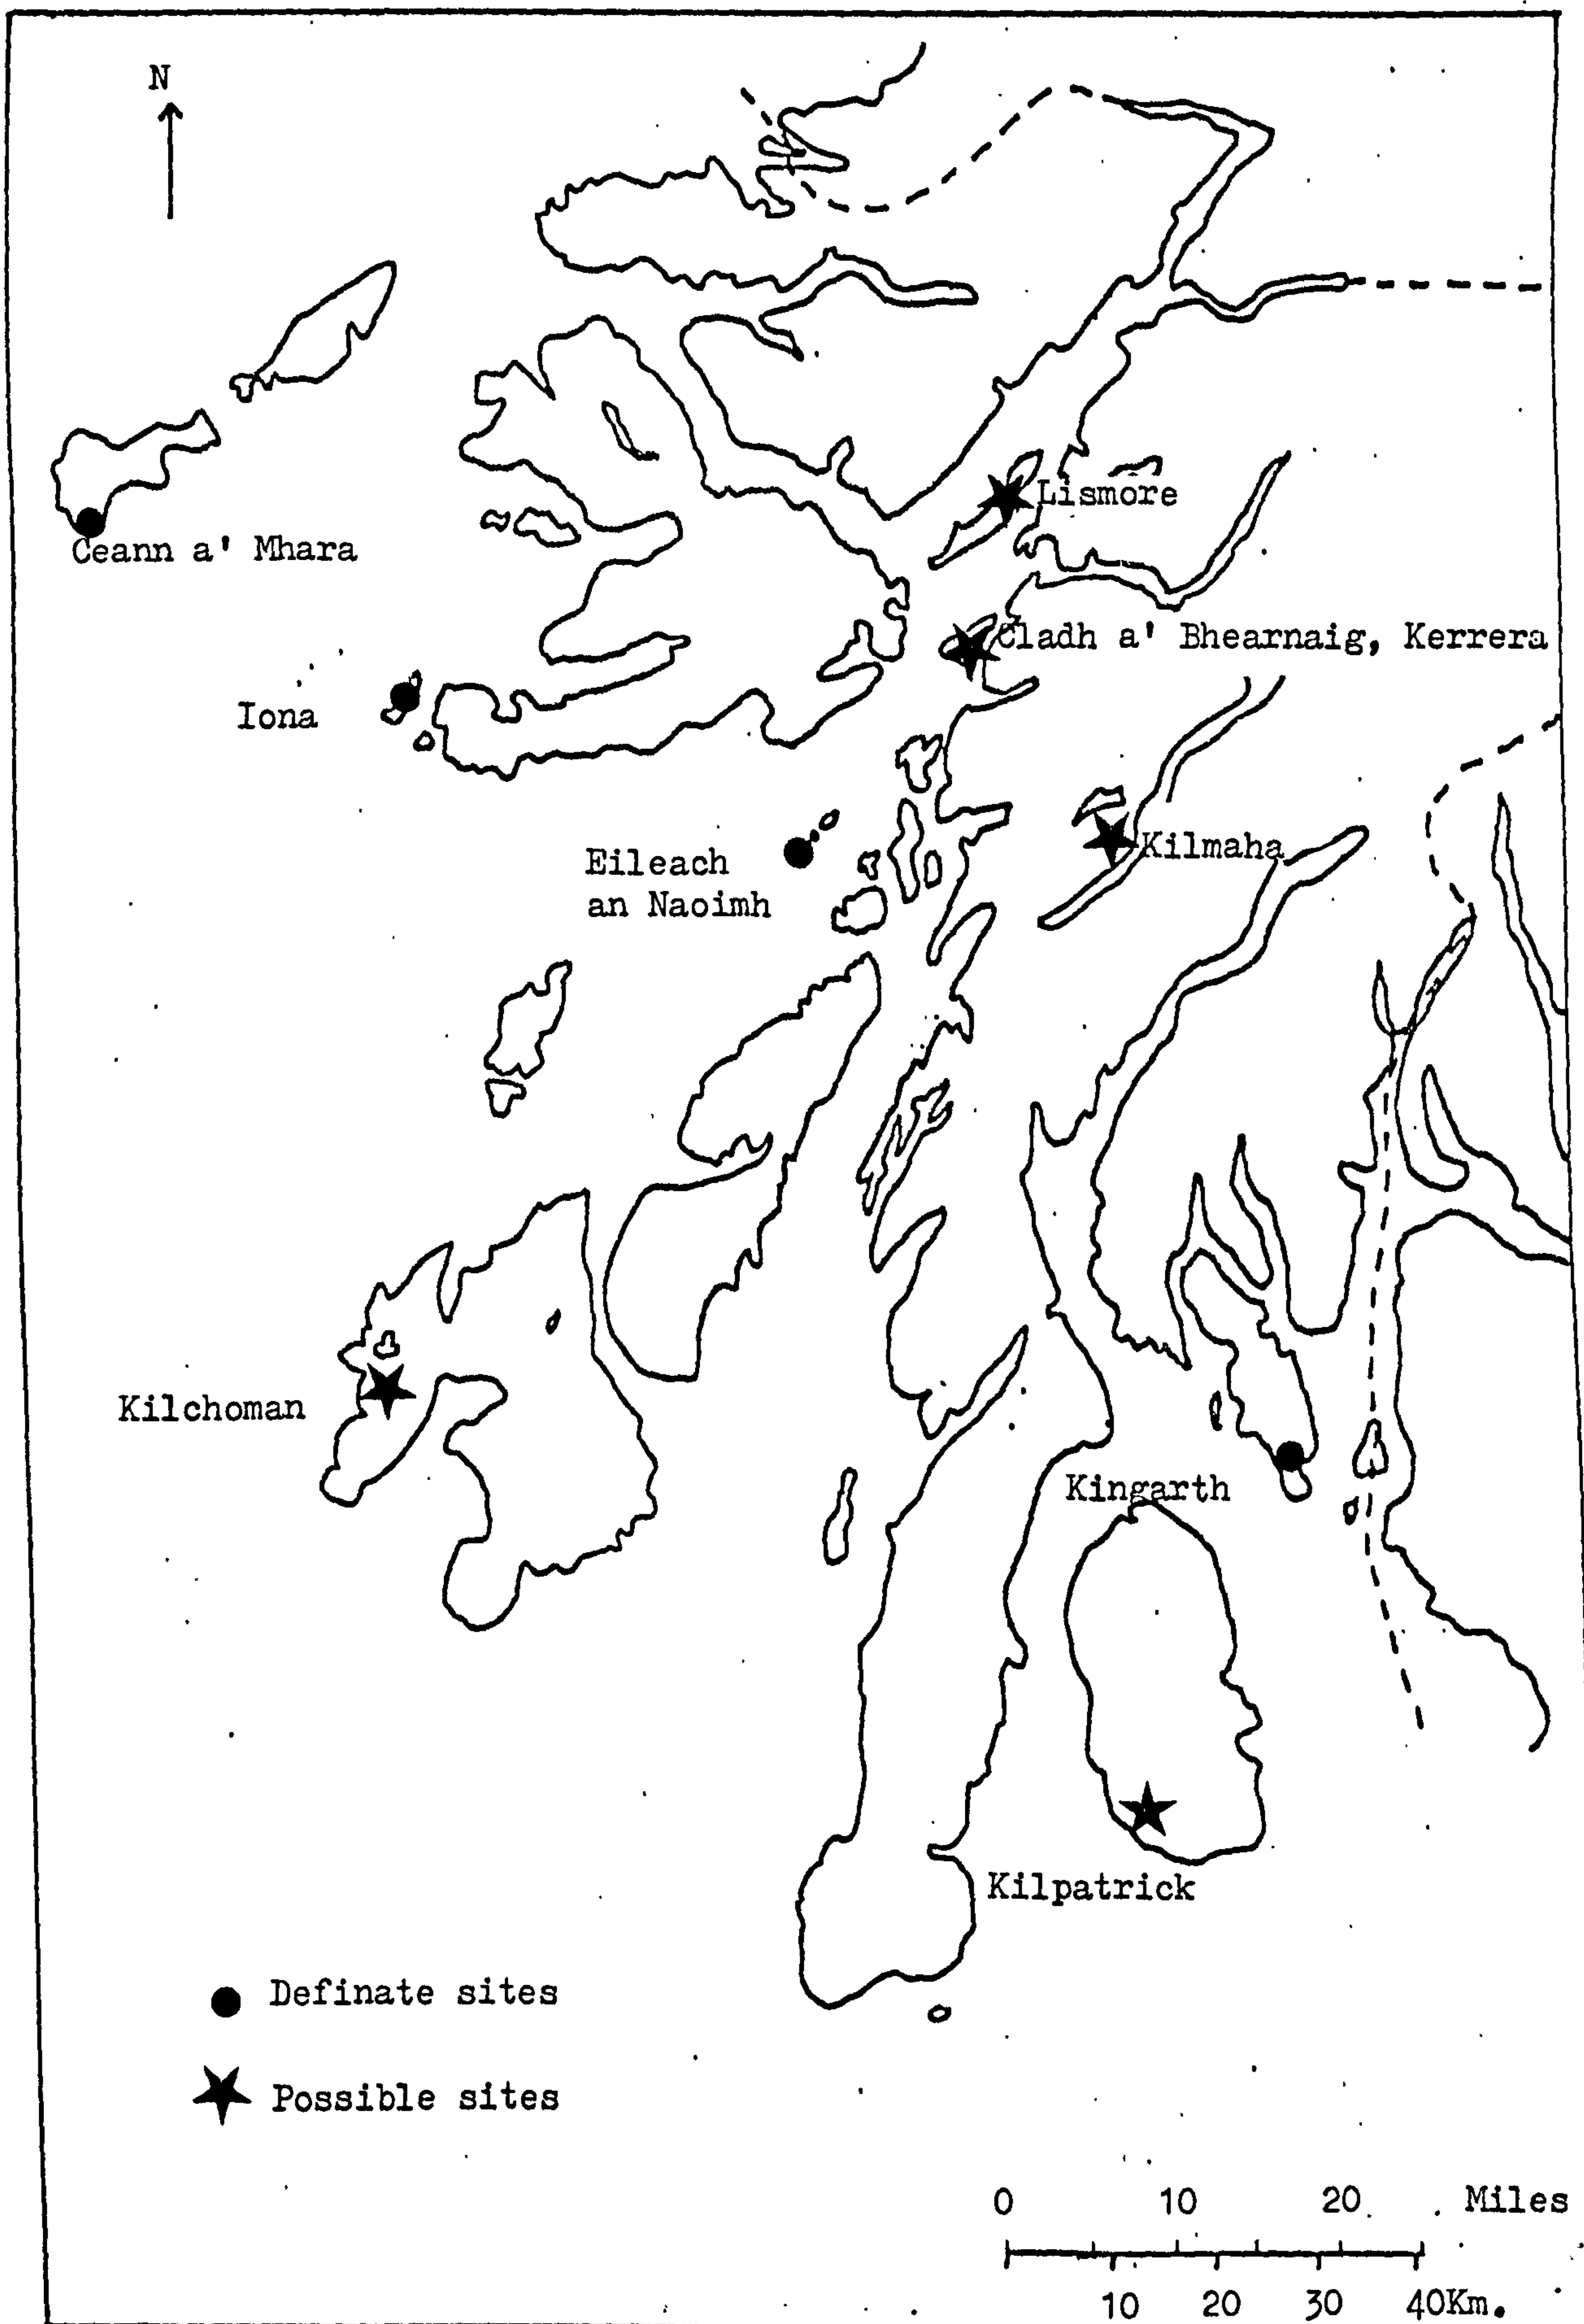 N
Lismore
Ceann a' Mhara
Cladh a' Bhearnaig, Kerrera
Iona
Kilmaha
Eileach
an Naoimh
Kilchoman
Kingarth
Kilpatrick
Definate sites
Possible sites
0 10 20 Miles
10 20 30 40Km.